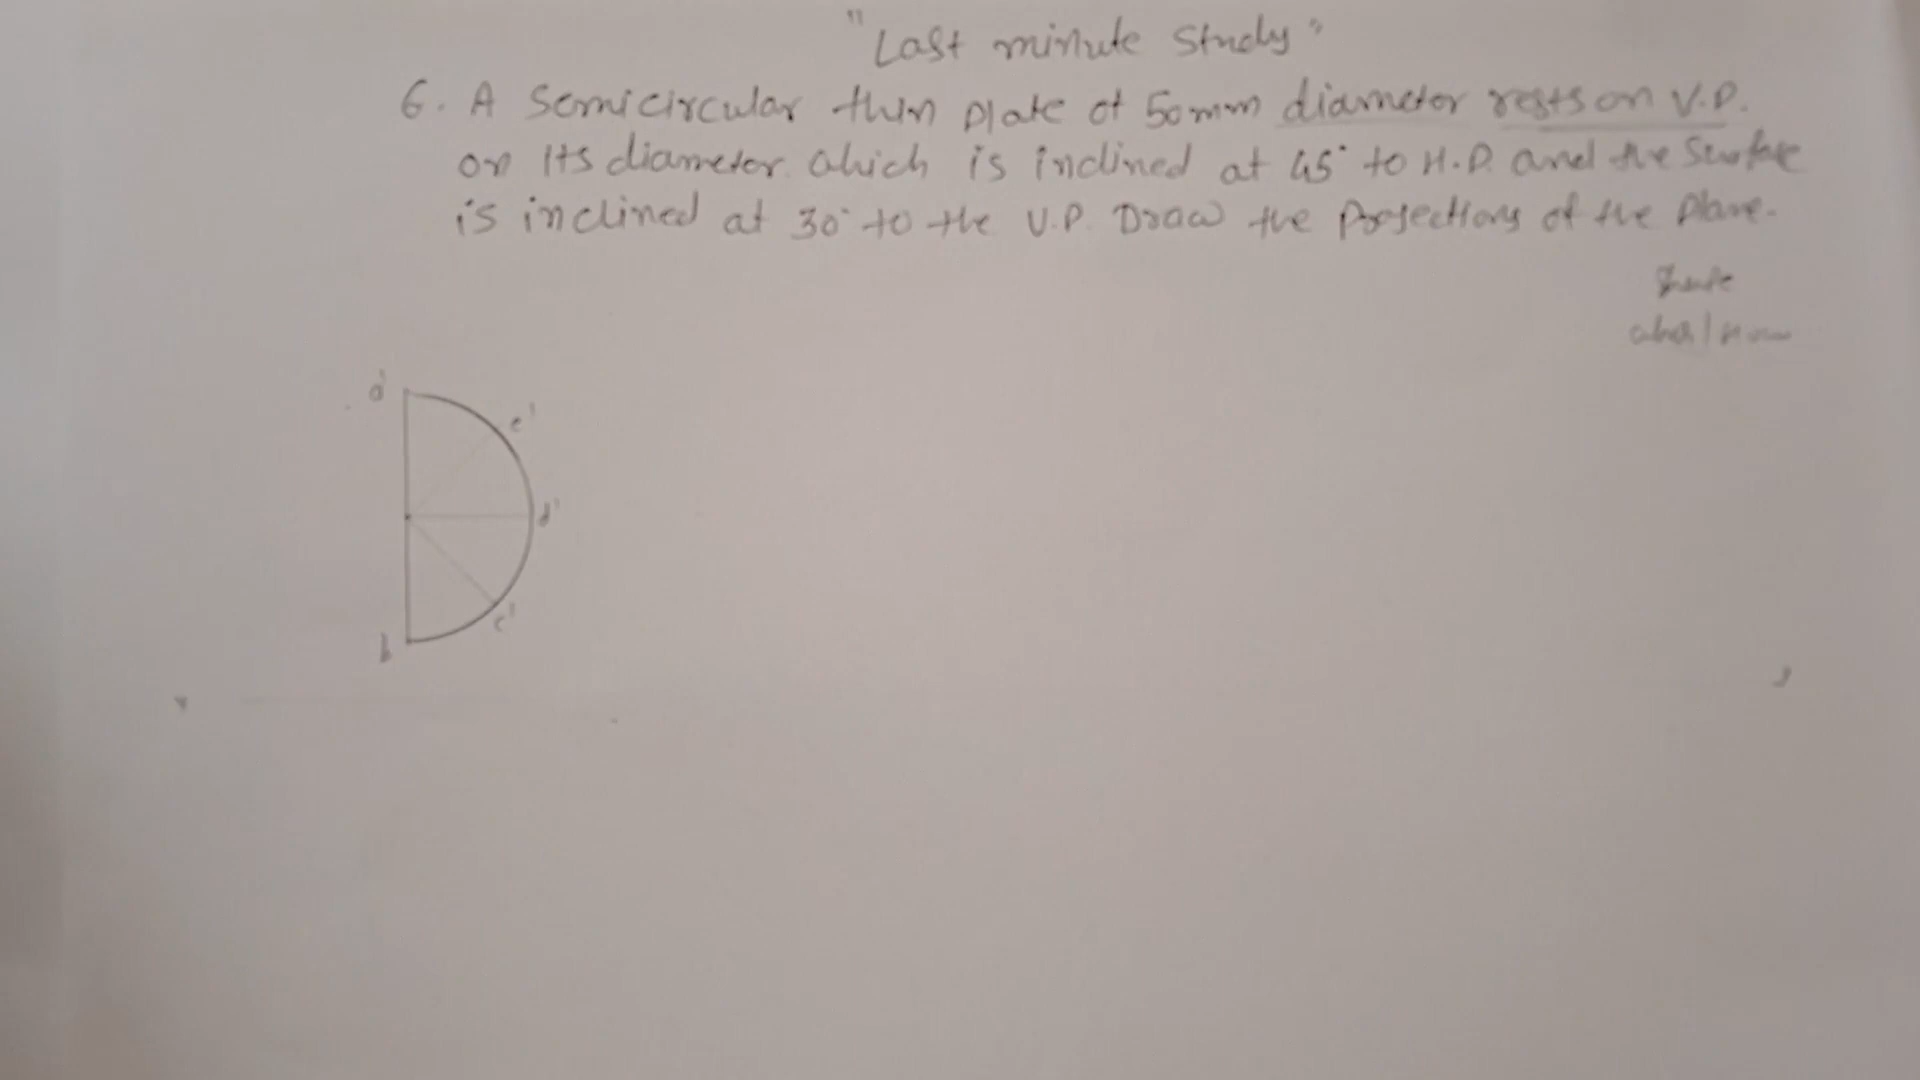 "Last minute Study"
6. A Semicircular thin plate of 50mm diameter rests on V.P.
on its diameter which is inclined at 45° to H.P. and the Surface
is inclined at 30° to the V.P. Draw the Projections of the plane.
a'
e'
d'
c'
b